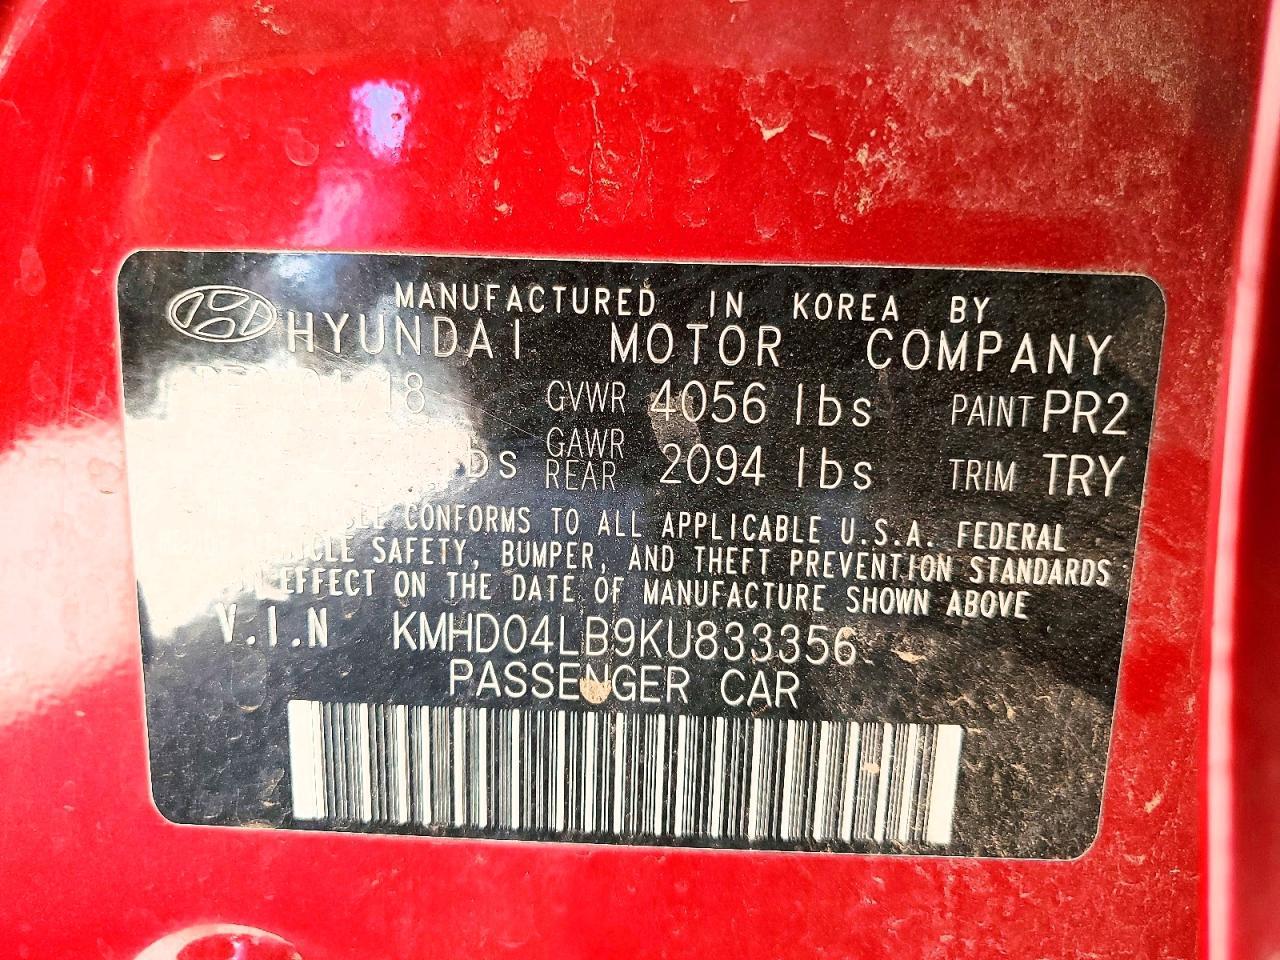 MANUFACTURED IN KOREA BY
HYUNDAI MOTOR COMPANY
/18 GVWR 4056 lbs PAINT PR2
GAWR REAR 2094 lbs TRIM TRY
CONFORMS TO ALL APPLICABLE U.S.A. FEDERAL
SAFETY, BUMPER, AND THEFT PREVENTION STANDARDS
EFFECT ON THE DATE OF MANUFACTURE SHOWN ABOVE
V.I.N KMHD04LB9KU833356
PASSENGER CAR